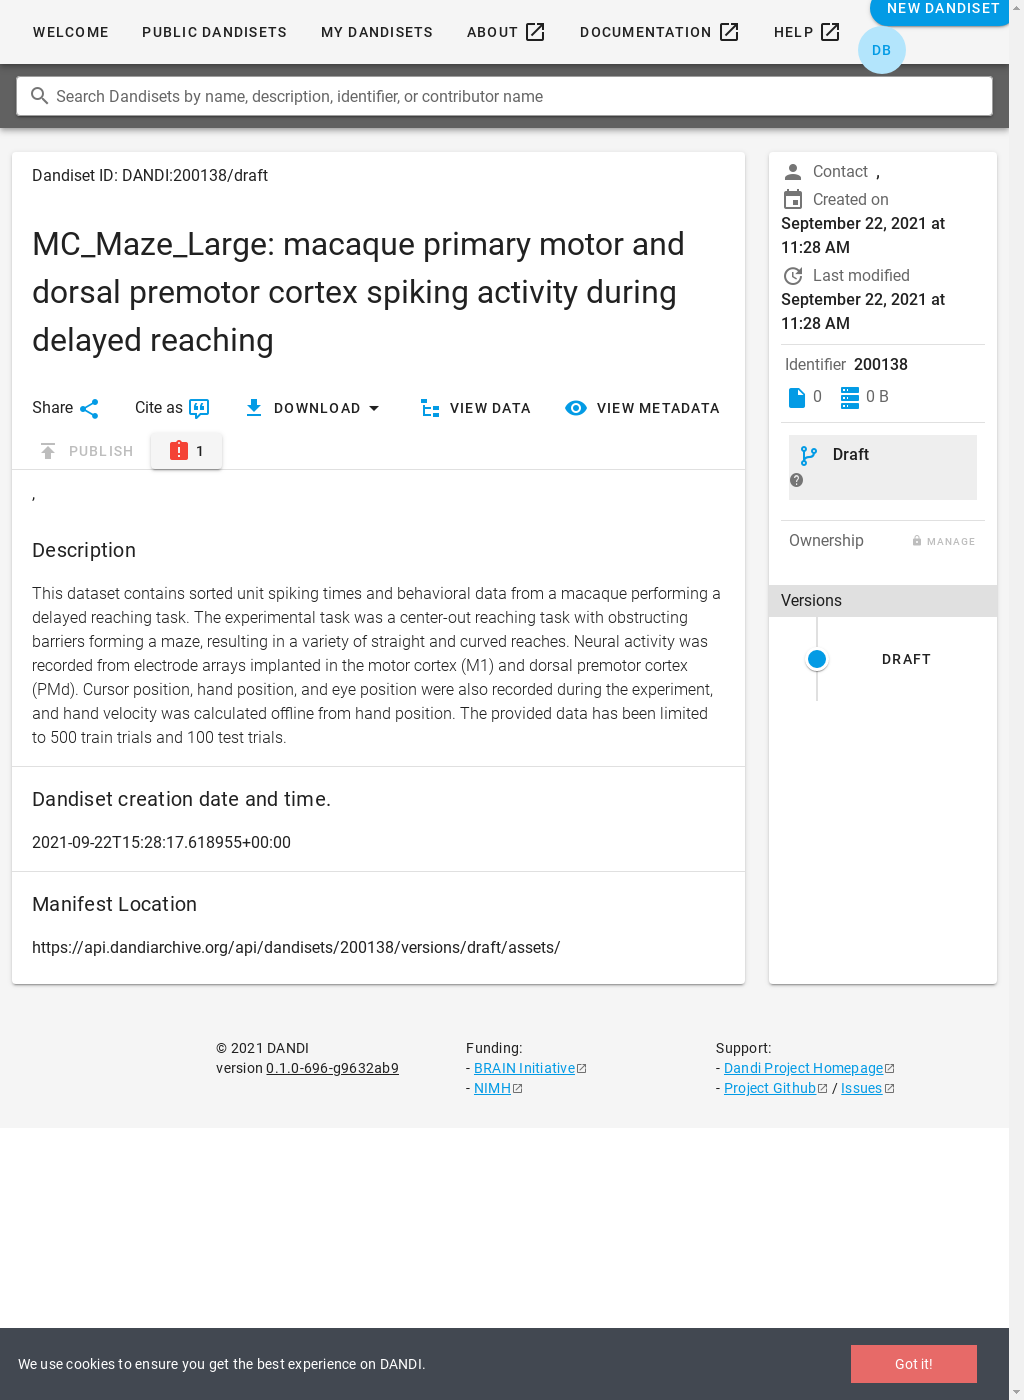 WELCOME PUBLIC DANDISETS MY DANDISETS ABOUT DOCUMENTATION HELP NEW DANDISET
DB
Search Dandisets by name, description, identifier, or contributor name
Dandiset ID: DANDI:200138/draft
MC_Maze_Large: macaque primary motor and
dorsal premotor cortex spiking activity during
delayed reaching
Share Cite as DOWNLOAD VIEW DATA VIEW METADATA
PUBLISH 1
,
Description
This dataset contains sorted unit spiking times and behavioral data from a macaque performing a
delayed reaching task. The experimental task was a center-out reaching task with obstructing
barriers forming a maze, resulting in a variety of straight and curved reaches. Neural activity was
recorded from electrode arrays implanted in the motor cortex (M1) and dorsal premotor cortex
(PMd). Cursor position, hand position, and eye position were also recorded during the experiment,
and hand velocity was calculated offline from hand position. The provided data has been limited
to 500 train trials and 100 test trials.
Dandiset creation date and time.
2021-09-22T15:28:17.618955+00:00
Manifest Location
https://api.dandiarchive.org/api/dandisets/200138/versions/draft/assets/
Contact ,
Created on
September 22, 2021 at
11:28 AM
Last modified
September 22, 2021 at
11:28 AM
Identifier 200138
0 0 B
Draft
Ownership MANAGE
Versions
DRAFT
© 2021 DANDI
version 0.1.0-696-g9632ab9
Funding:
- BRAIN Initiative
- NIMH
Support:
- Dandi Project Homepage
- Project Github / Issues
We use cookies to ensure you get the best experience on DANDI.
Got it!